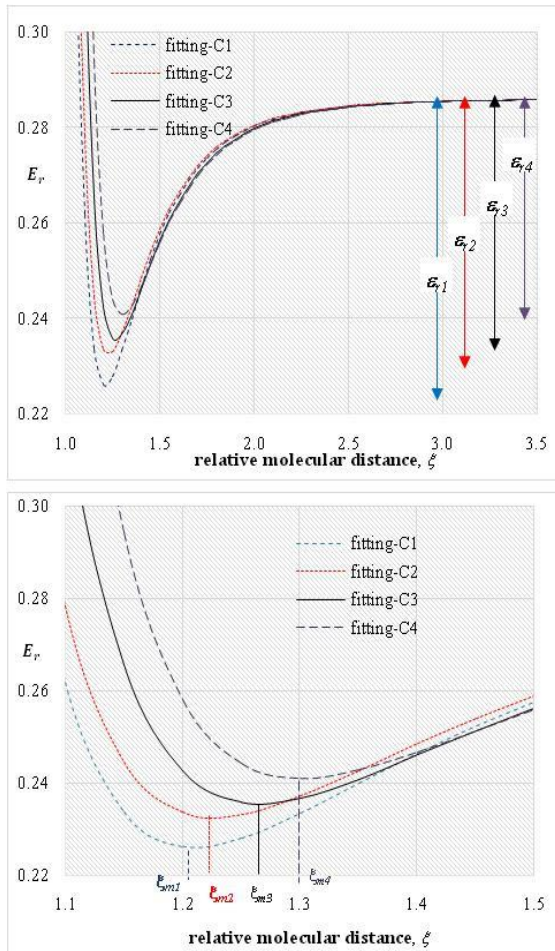 0.30
0.28
0.26
0.24
0.22
E_r
fitting-C1
fitting-C2
fitting-C3
fitting-C4
ε_r1
ε_r2
ε_r3
ε_r4
1.0 1.5 2.0 2.5 3.0 3.5
relative molecular distance, ξ
0.30
0.28
0.26
0.24
0.22
E_r
fitting-C1
fitting-C2
fitting-C3
fitting-C4
ξ_m1 ξ_m2 ξ_m3 ξ_m4
1.1 1.2 1.3 1.4 1.5
relative molecular distance, ξ